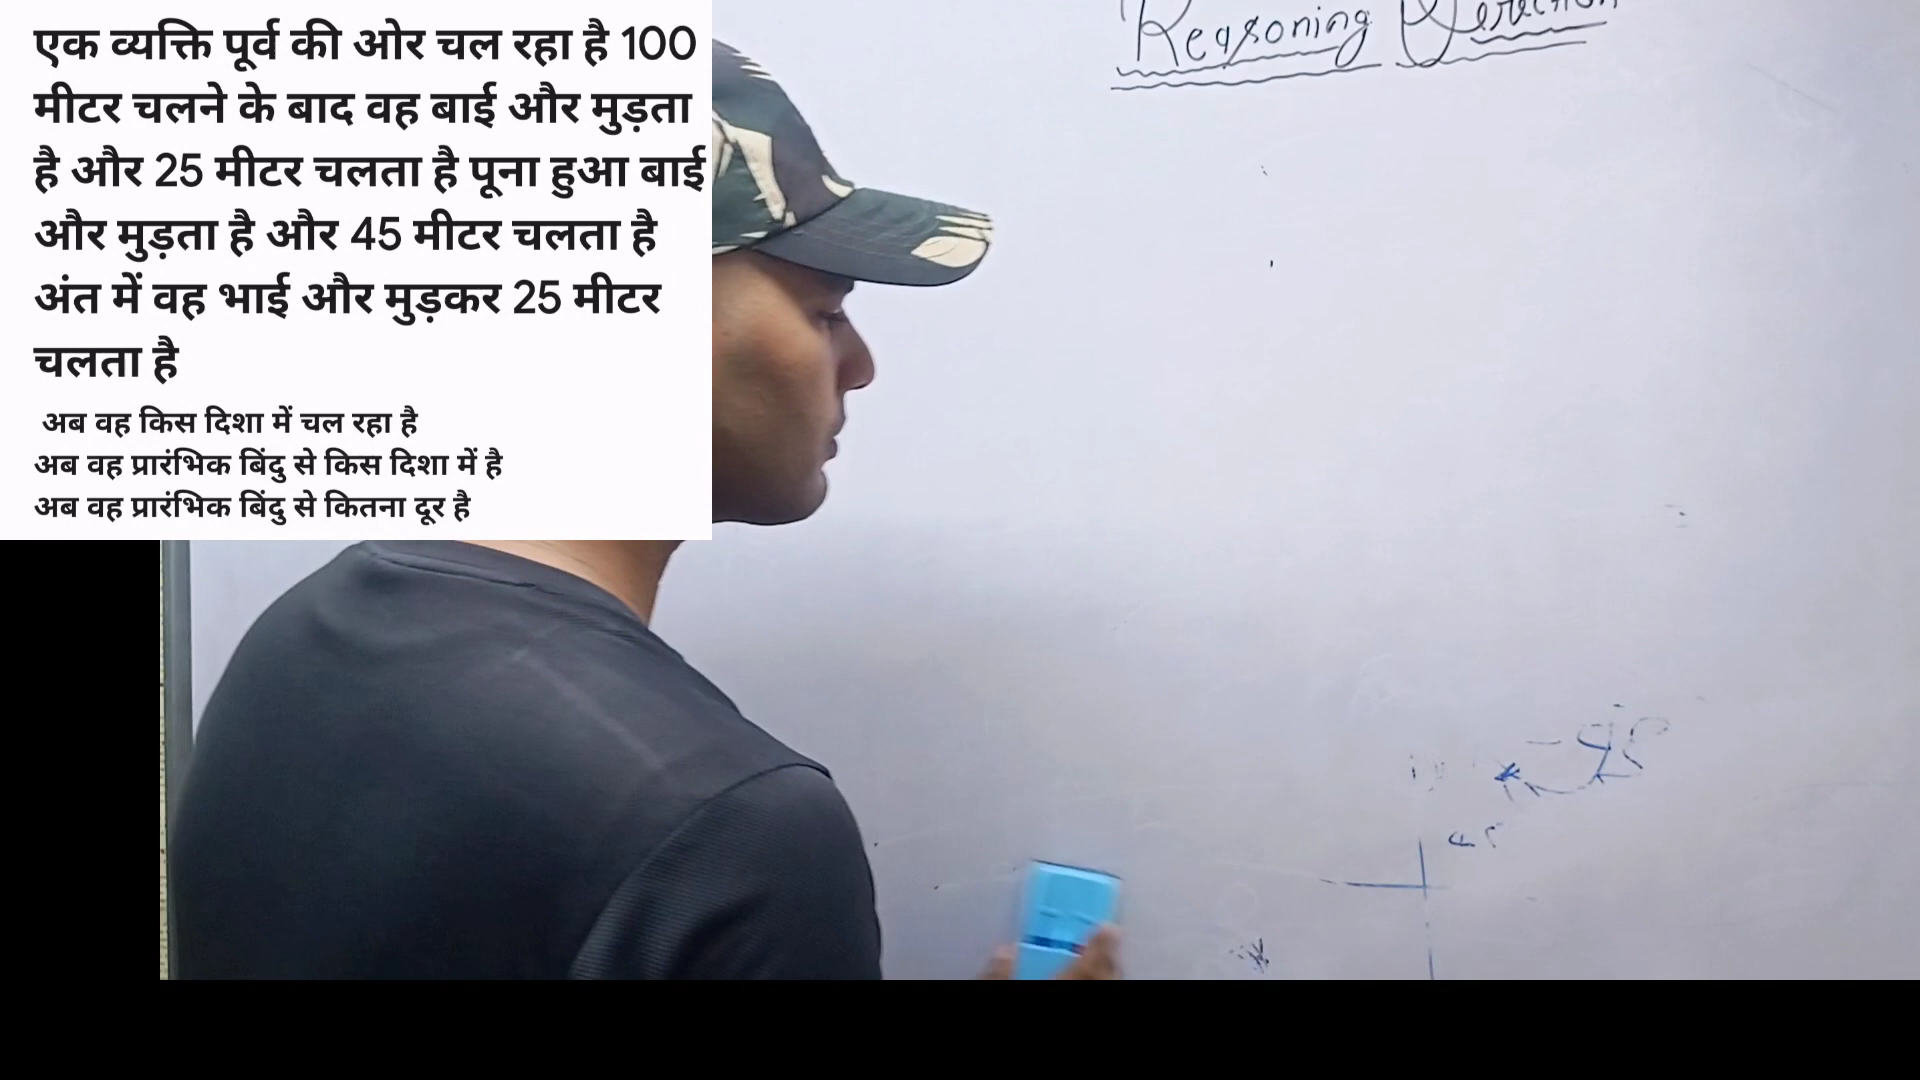 एक व्यक्ति पूर्व की ओर चल रहा है 100
मीटर चलने के बाद वह बाई और मुड़ता
है और 25 मीटर चलता है पूना हुआ बाई
और मुड़ता है और 45 मीटर चलता है
अंत में वह भाई और मुड़कर 25 मीटर
चलता है
अब वह किस दिशा में चल रहा है
अब वह प्रारंभिक बिंदु से किस दिशा में है
अब वह प्रारंभिक बिंदु से कितना दूर है
Reasoning